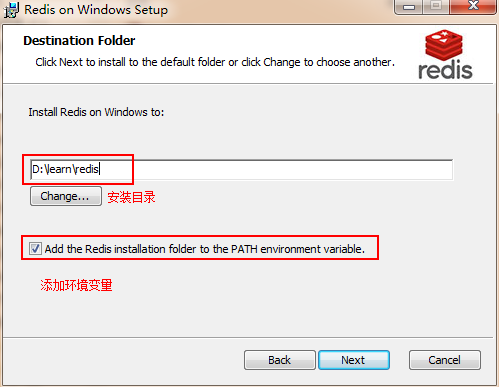 Redis on Windows Setup
Destination Folder
Click Next to install to the default folder or click Change to choose another.
redis
Install Redis on Windows to:
D:\learn\redis
Change...
安装目录
Add the Redis installation folder to the PATH environment variable.
添加环境变量
Back
Next
Cancel